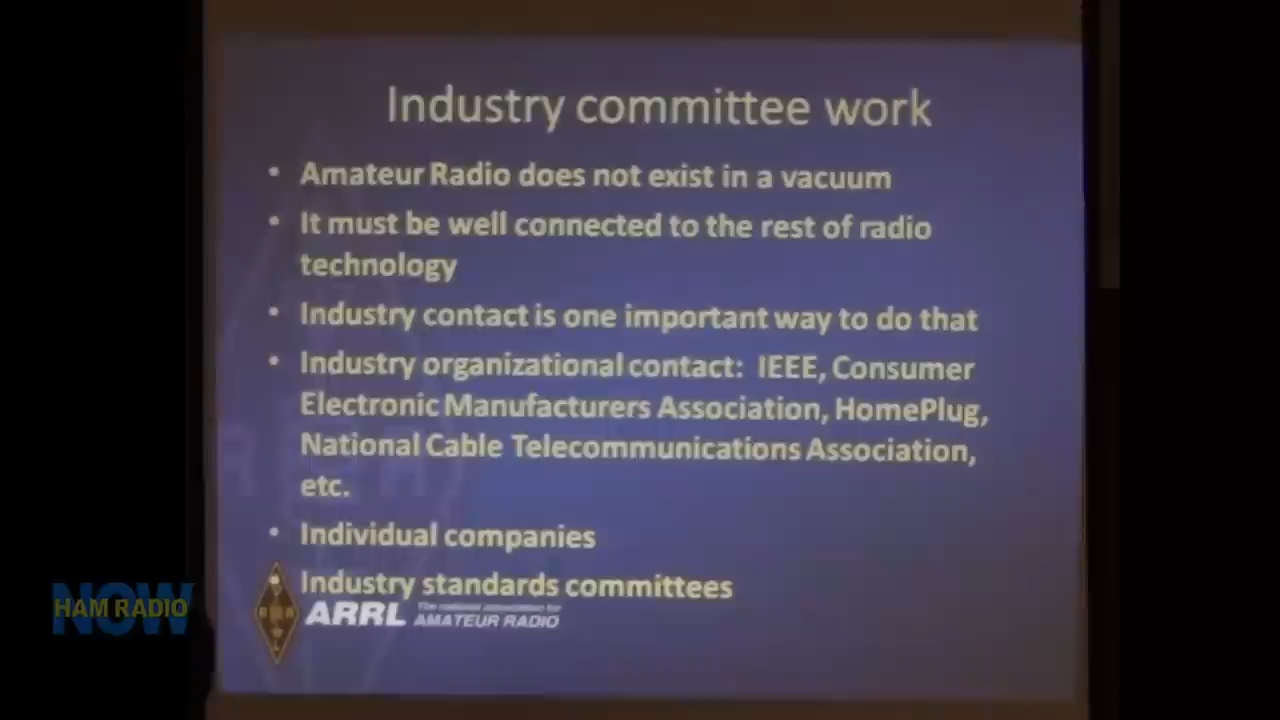 Industry committee work
• Amateur Radio does not exist in a vacuum
• It must be well connected to the rest of radio
technology
• Industry contact is one important way to do that
• Industry organizational contact: IEEE, Consumer
Electronic Manufacturers Association, HomePlug,
National Cable Telecommunications Association,
etc.
• Individual companies
• Industry standards committees
ARRL The national association for
AMATEUR RADIO
HAM RADIO
NOW